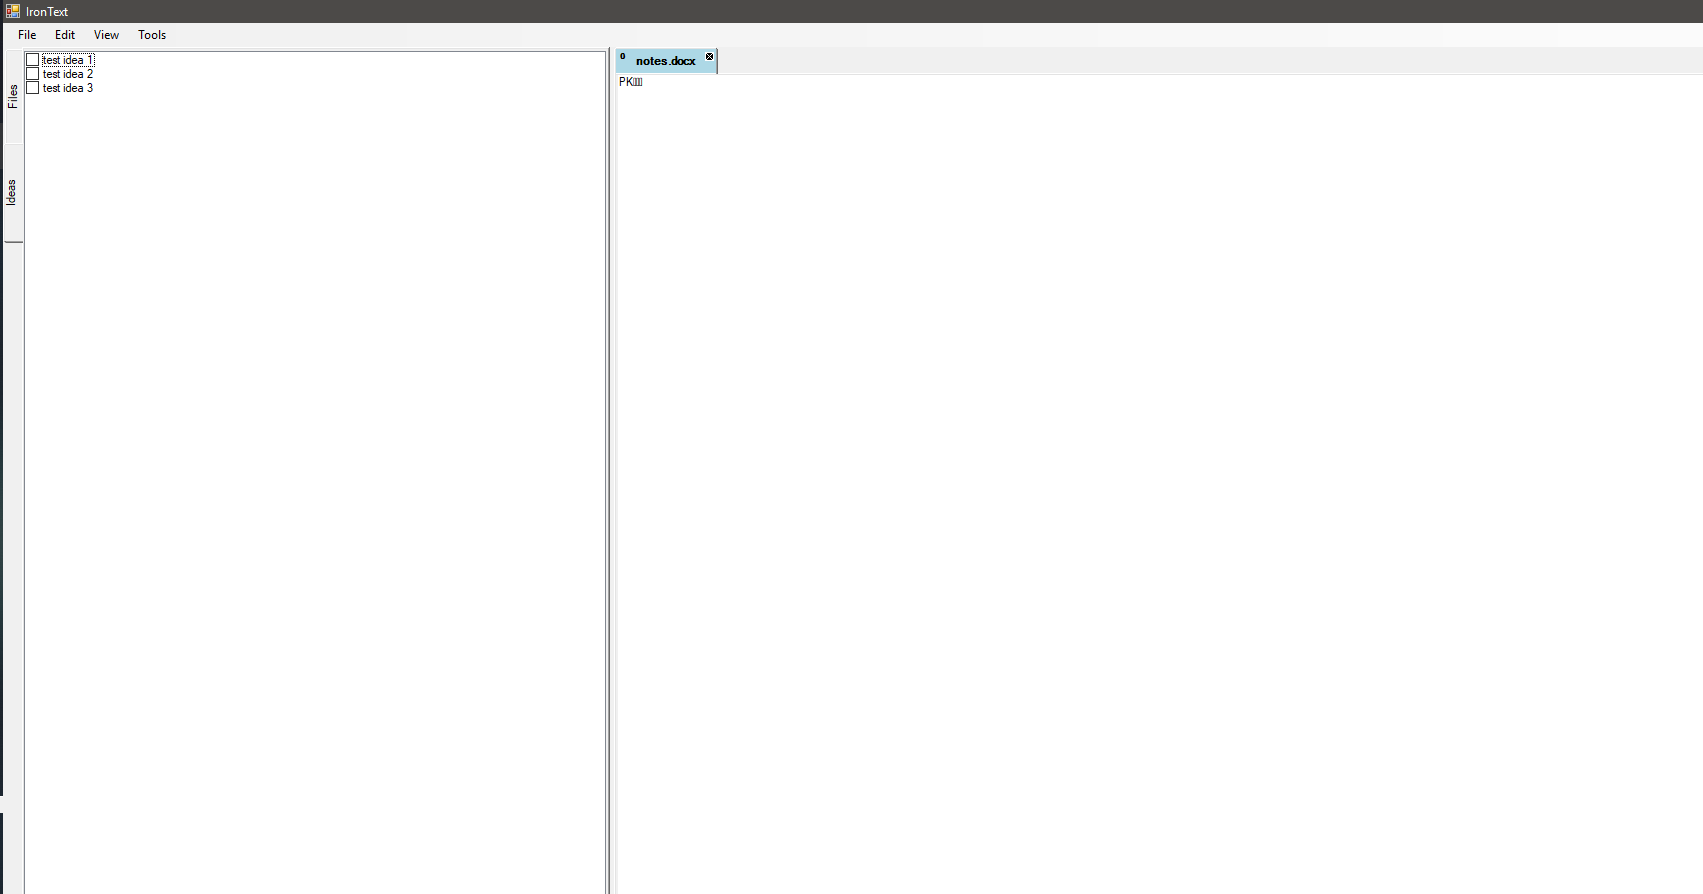 IronText
File Edit View Tools
Files
Ideas
test idea 1
test idea 2
test idea 3
0 notes.docx
PK